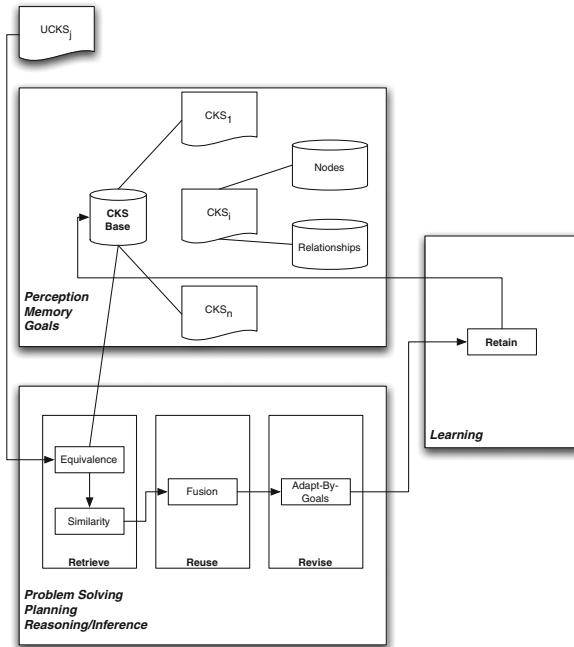 UCKSj
CKS1
Nodes
CKS
Base
CKSi
Relationships
CKSn
Perception
Memory
Goals
Retain
Learning
Equivalence
Similarity
Fusion
Adapt-By-
Goals
Retrieve
Reuse
Revise
Problem Solving
Planning
Reasoning/Inference